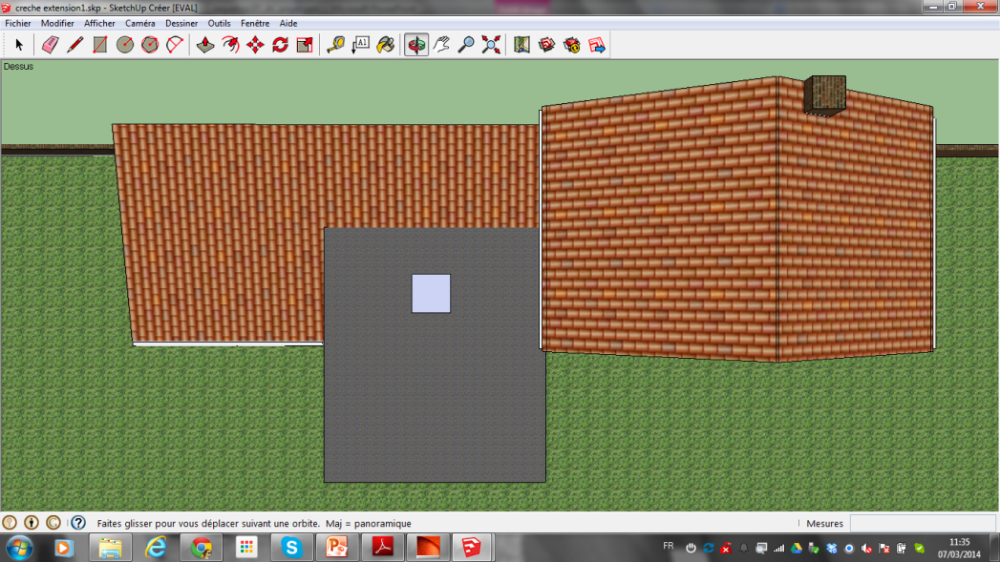 creche extension1.skp - SketchUp Créer [EVAL]
Fichier Modifier Afficher Caméra Dessiner Outils Fenêtre Aide
A1
Dessus
Faites glisser pour vous déplacer suivant une orbite. Maj = panoramique
Mesures
FR
11:35
07/03/2014